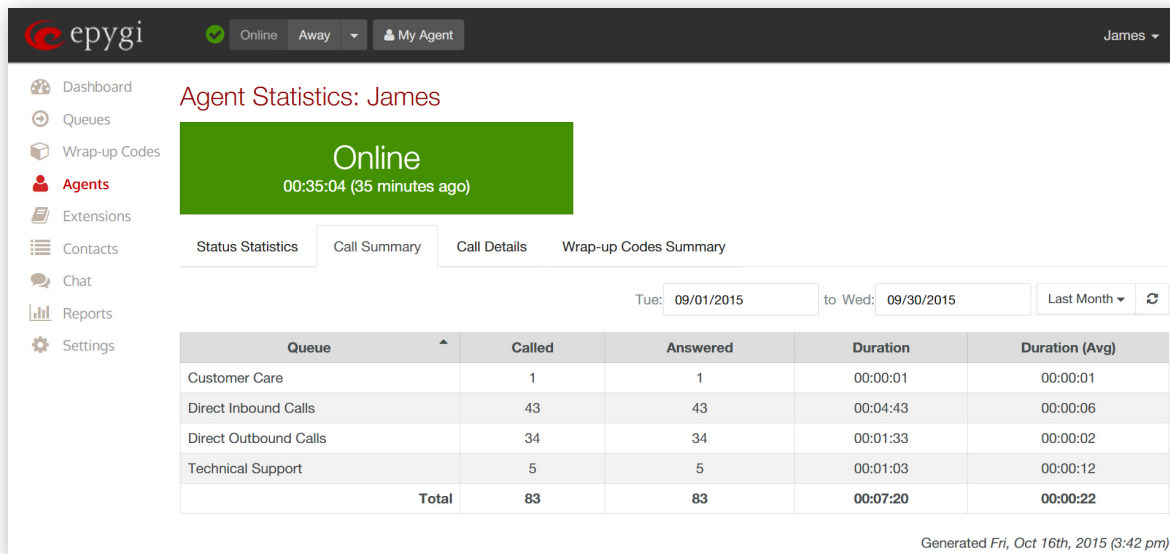 epygi Online Away My Agent James
Dashboard
Queues
Wrap-up Codes
Agents
Extensions
Contacts
Chat
Reports
Settings
Agent Statistics: James
Online
00:35:04 (35 minutes ago)
Status Statistics Call Summary Call Details Wrap-up Codes Summary
Tue: 09/01/2015 to Wed: 09/30/2015 Last Month
Queue Called Answered Duration Duration (Avg)
Customer Care 1 1 00:00:01 00:00:01
Direct Inbound Calls 43 43 00:04:43 00:00:06
Direct Outbound Calls 34 34 00:01:33 00:00:02
Technical Support 5 5 00:01:03 00:00:12
Total 83 83 00:07:20 00:00:22
Generated Fri, Oct 16th, 2015 (3:42 pm)